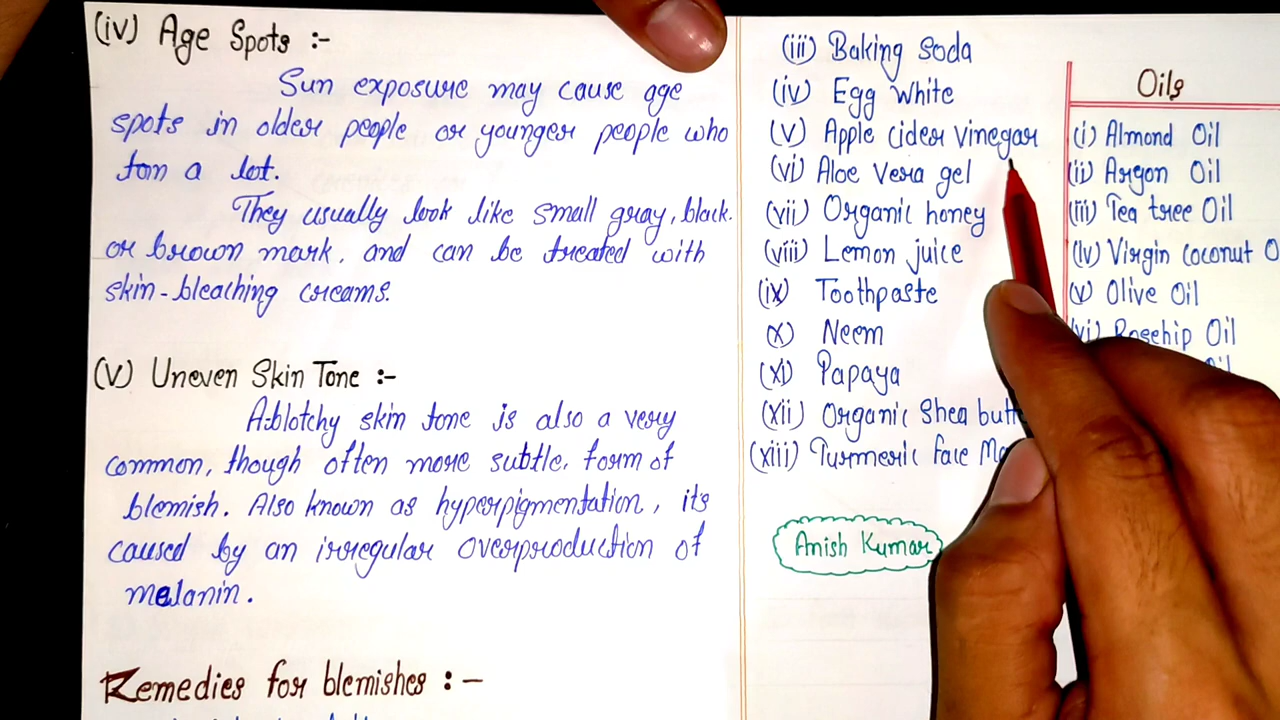 (iv) Age Spots :-
Sun exposure may cause age
spots in older people or younger people who
tan a lot.
They usually look like small gray, black.
or brown mark, and can be treated with
skin-bleaching creams.
(v) Uneven Skin Tone :-
A blotchy skin tone is also a very
common, though often more subtle, form of
blemish. Also known as hyperpigmentation, its
caused by an irregular overproduction of
melanin.
Remedies for blemishes :-
(iii) Baking Soda
(iv) Egg White
(v) Apple cider vinegar
(vi) Aloe Vera gel
(vii) Organic honey
(viii) Lemon juice
(ix) Toothpaste
(x) Neem
(xi) Papaya
(xii) Organic Shea
(xiii) Turmeric face
Anish Kumar
Oils
(i) Almond Oil
(ii) Argon Oil
(iii) Tea tree Oil
(iv) Virgin coconut
(v) Olive Oil
(vi) Rosehip Oil
Oil